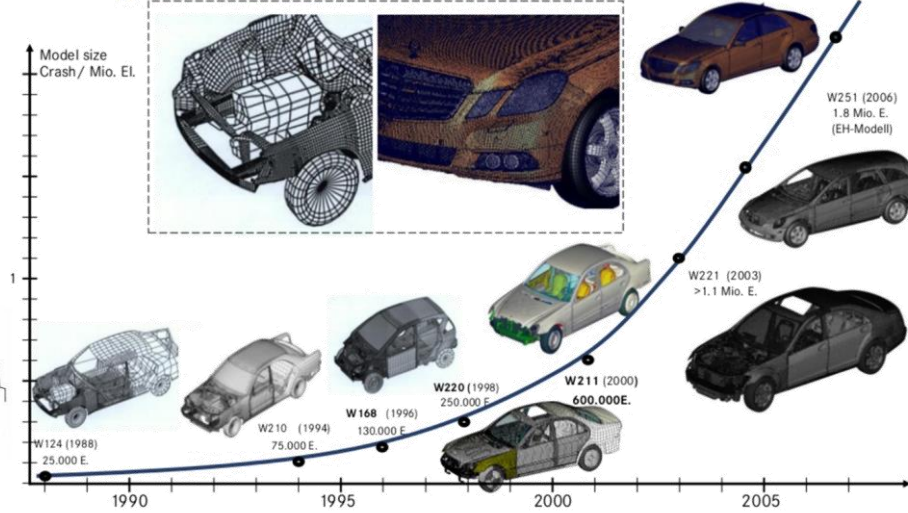 Model size
Crash/ Mio. El.
W251 (2006)
1.8 Mio. E.
(EH-Modell)
1
W221 (2003)
>1.1 Mio. E.
W211 (2000)
600.000E.
W220 (1998)
250.000 E.
W168 (1996)
130.000 E.
W210 (1994)
75.000 E.
W124 (1988)
25.000 E.
1990
1995
2000
2005